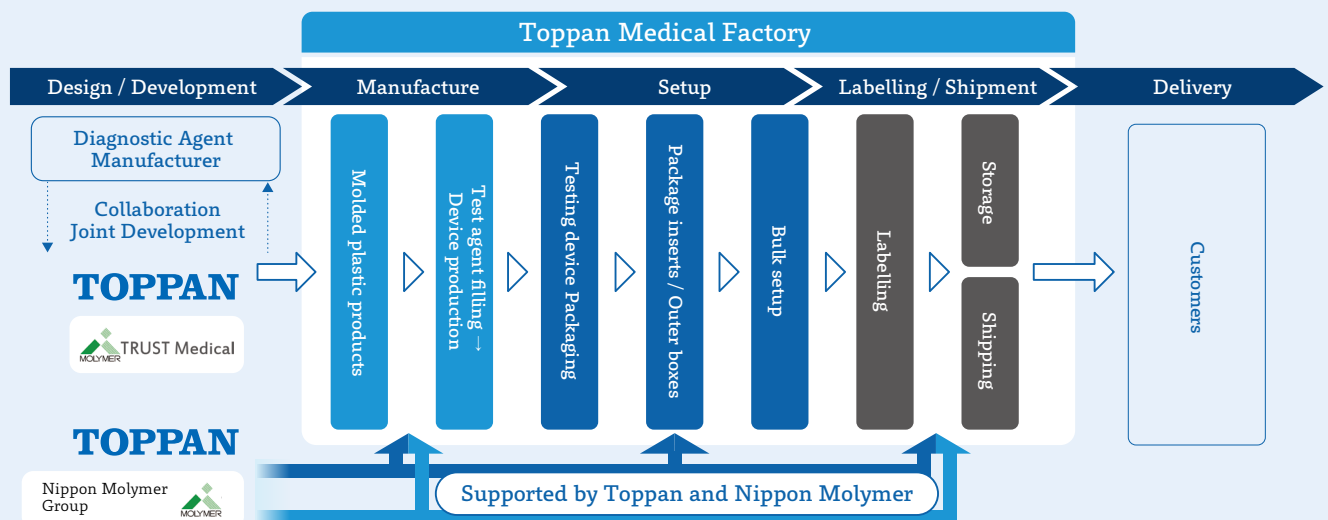 Toppan Medical Factory
Design / Development
Manufacture
Setup
Labelling / Shipment
Delivery
Diagnostic Agent
Manufacturer
Collaboration
Joint Development
TOPPAN
MOLYMER
TRUST Medical
Molded plastic products
Test agent filling →
Device production
Testing device Packaging
Package inserts / Outer boxes
Bulk setup
Labelling
Storage
Shipping
Customers
TOPPAN
Nippon Molymer
Group
MOLYMER
Supported by Toppan and Nippon Molymer